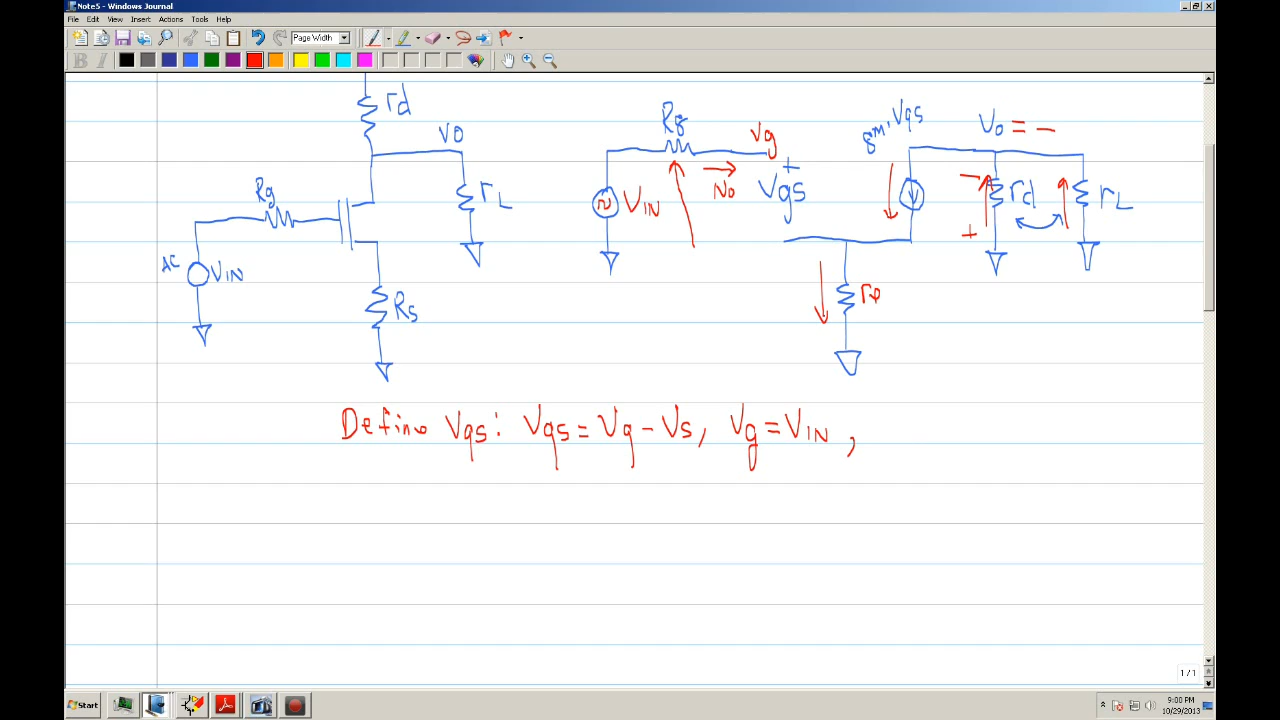 Note5 - Windows Journal
File Edit View Insert Actions Tools Help
Page Width
B I
rd
VO
rL
Rg
AC
VIN
Rs
Rg
Vg
No
VIN
+
Vgs
-
gm.Vgs
Vo = -
-
+
rd
rL
Define Vgs: Vgs = Vg - Vs, Vg = VIN,
1 / 1
Start
9:00 PM
10/29/2013